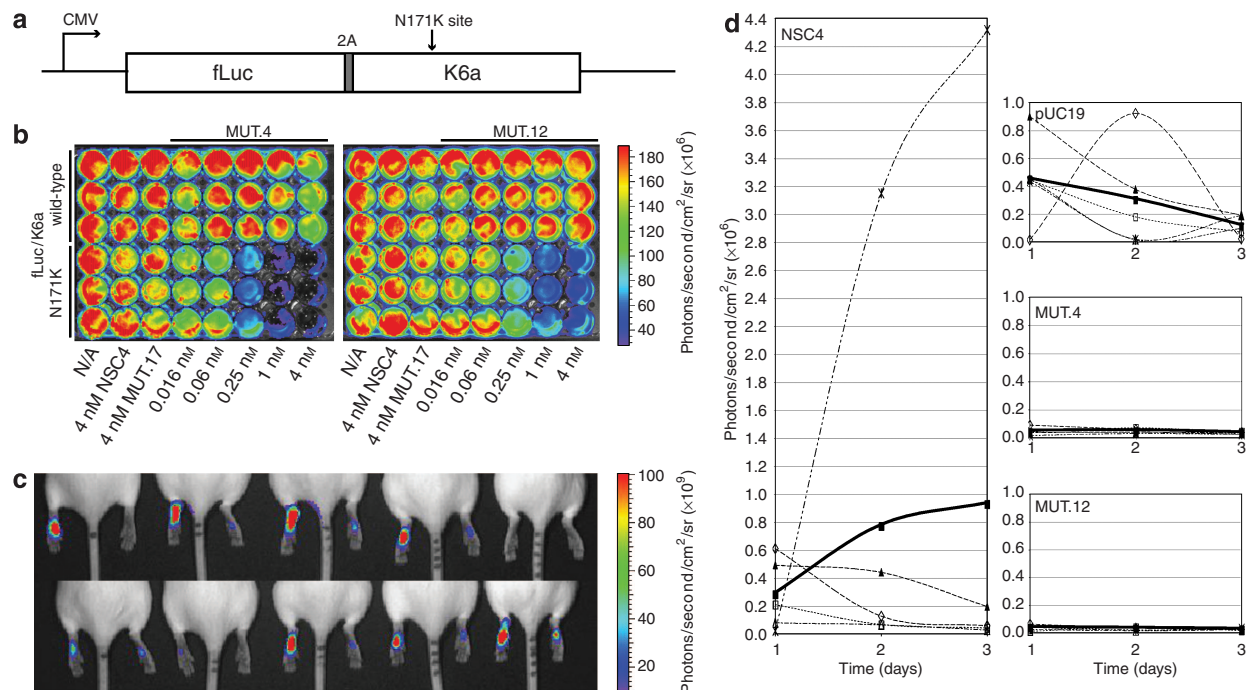 a
CMV
N171K site
2A
fLuc
K6a
b
MUT.4
MUT.12
fLuc/K6a
wild-type
N171K
N/A
4 nM NSC4
4 nM MUT.17
0.016 nM
0.06 nM
0.25 nM
1 nM
4 nM
N/A
4 nM NSC4
4 nM MUT.17
0.016 nM
0.06 nM
0.25 nM
1 nM
4 nM
180
160
140
120
100
80
60
40
Photons/second/cm²/sr (×10⁶)
c
100
80
60
40
20
Photons/second/cm²/sr (×10⁹)
d
NSC4
4.4
4.2
4.0
3.8
3.6
3.4
3.2
3.0
2.8
2.6
2.4
2.2
2.0
1.8
1.6
1.4
1.2
1.0
0.8
0.6
0.4
0.2
0.0
1 2 3
Photons/second/cm²/sr (×10⁶)
Time (days)
pUC19
1.0
0.8
0.6
0.4
0.2
0.0
1 2 3
MUT.4
1.0
0.8
0.6
0.4
0.2
0.0
1 2 3
MUT.12
1.0
0.8
0.6
0.4
0.2
0.0
1 2 3
Time (days)